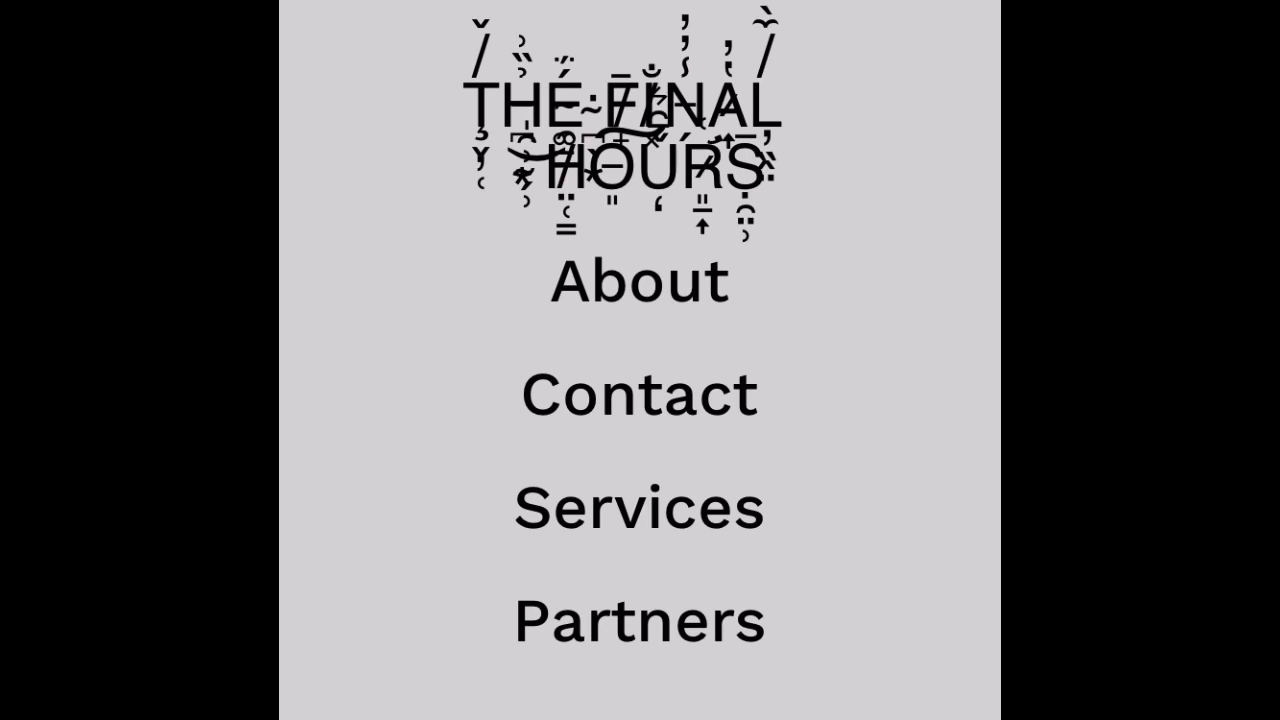 THE FINAL
HOURS
About
Contact
Services
Partners